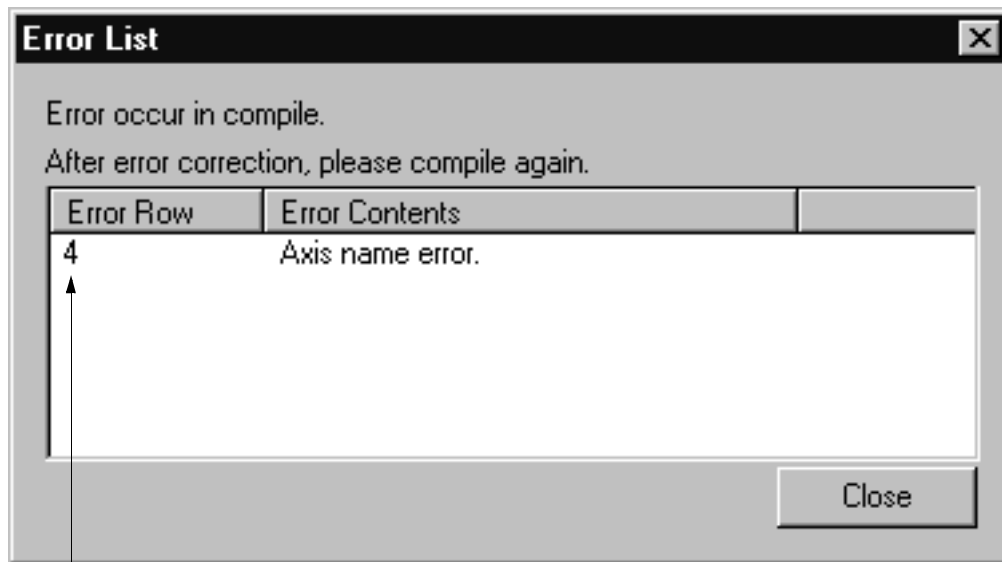 Error List
Error occur in compile.
After error correction, please compile again.
Error Row Error Contents
4 Axis name error.
Close